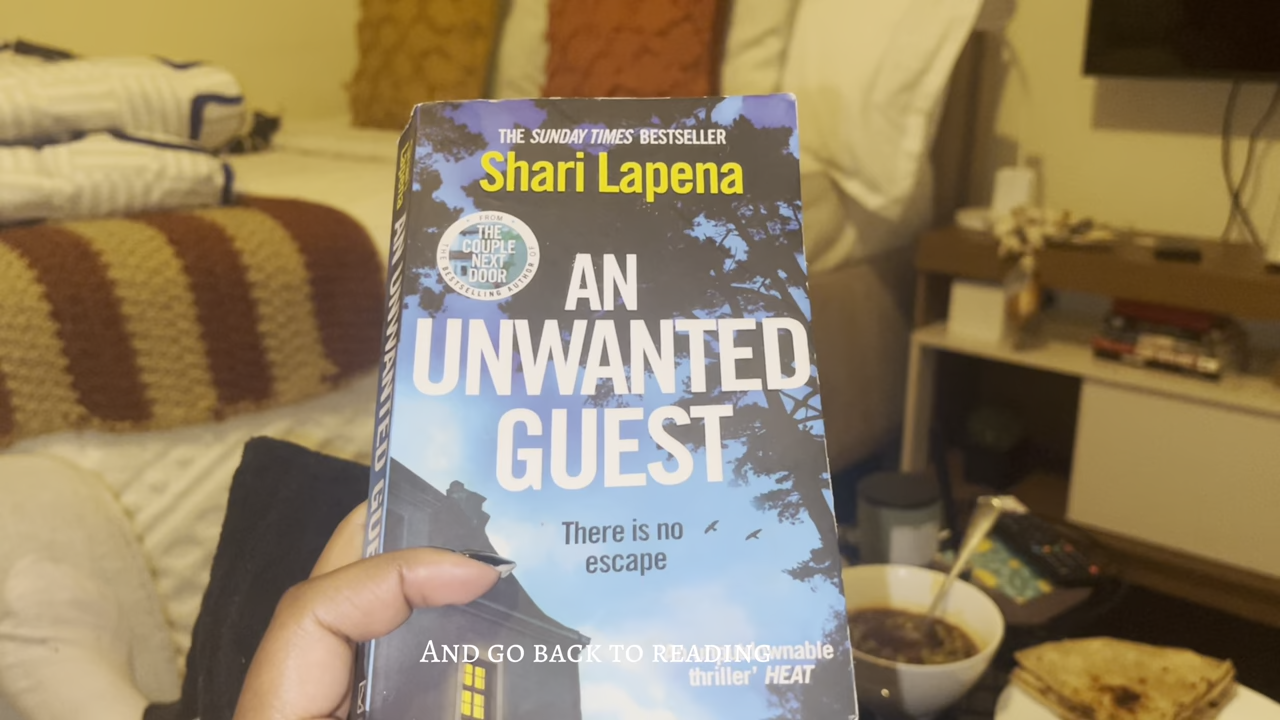 THE SUNDAY TIMES BESTSELLER
Shari Lapena
FROM
THE
COUPLE
NEXT
DOOR
THE BESTSELLING AUTHOR OF
AN
UNWANTED
GUEST
There is no
escape
AND GO BACK TO READING
thriller' HEAT
Lapena AN UNWANTED GUE